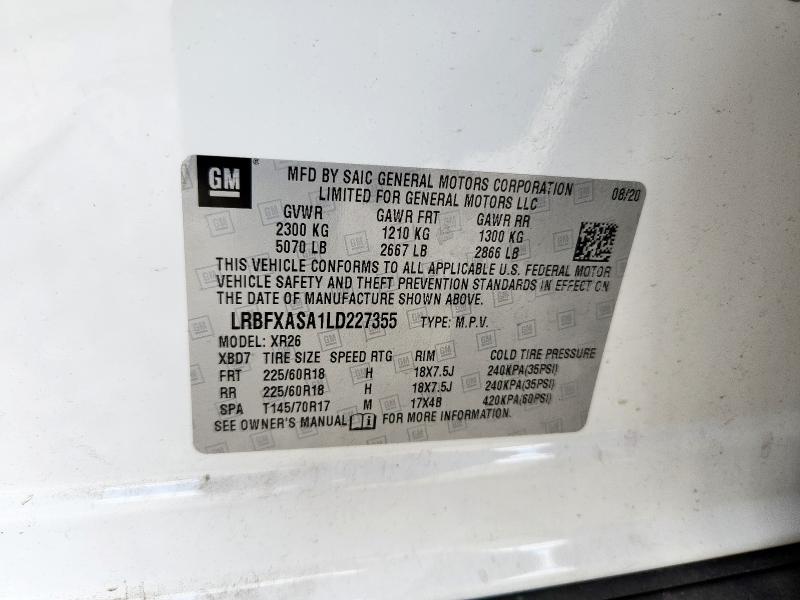 GM ® MFD BY SAIC GENERAL MOTORS CORPORATION 08/20
LIMITED FOR GENERAL MOTORS LLC
GVWR GAWR FRT GAWR RR
2300 KG 1210 KG 1300 KG
5070 LB 2667 LB 2866 LB
THIS VEHICLE CONFORMS TO ALL APPLICABLE U.S. FEDERAL MOTOR
VEHICLE SAFETY AND THEFT PREVENTION STANDARDS IN EFFECT ON
THE DATE OF MANUFACTURE SHOWN ABOVE.
LRBFXASA1LD227355 TYPE: M.P.V.
MODEL: XR26
XBD7 TIRE SIZE SPEED RTG RIM COLD TIRE PRESSURE
FRT 225/60R18 H 18X7.5J 240KPA(35PSI)
RR 225/60R18 H 18X7.5J 240KPA(35PSI)
SPA T145/70R17 M 17X4B 420KPA(60PSI)
SEE OWNER'S MANUAL i FOR MORE INFORMATION.